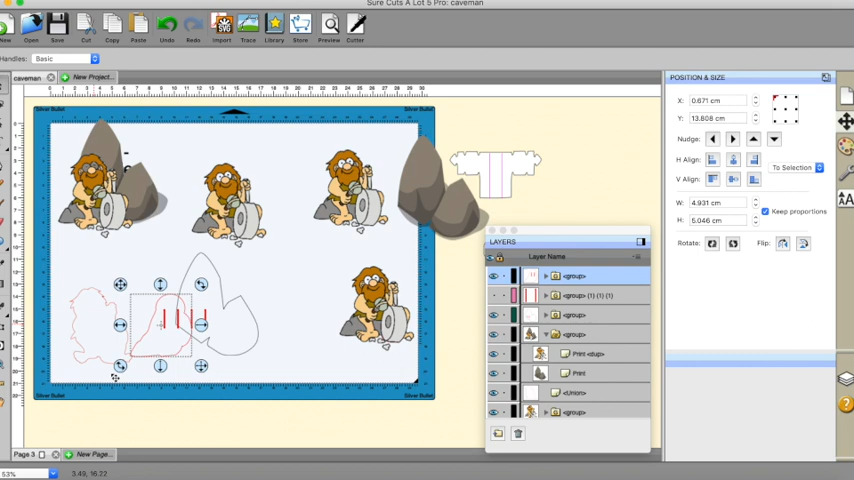 Sure Cuts A Lot 5 Pro: caveman
New Open Save Cut Copy Paste Undo Redo Import Trace Library Store Preview Cutter
SVG
Handles: Basic
caveman New Project...
POSITION & SIZE
Silver Bullet Silver Bullet
X: 0.671 cm
Y: 13.608 cm
Nudge:
H Align:
To Selection
V Align:
W: 4.931 cm
Keep proportions
H: 5.046 cm
Rotate: Flip:
LAYERS
Layer Name
<group>
<group> (1) (1) (1)
<group>
<group>
Print <dup>
Print
<Union>
<group>
Silver Bullet Silver Bullet
Page 3 New Page...
53% 3.49, 16.22